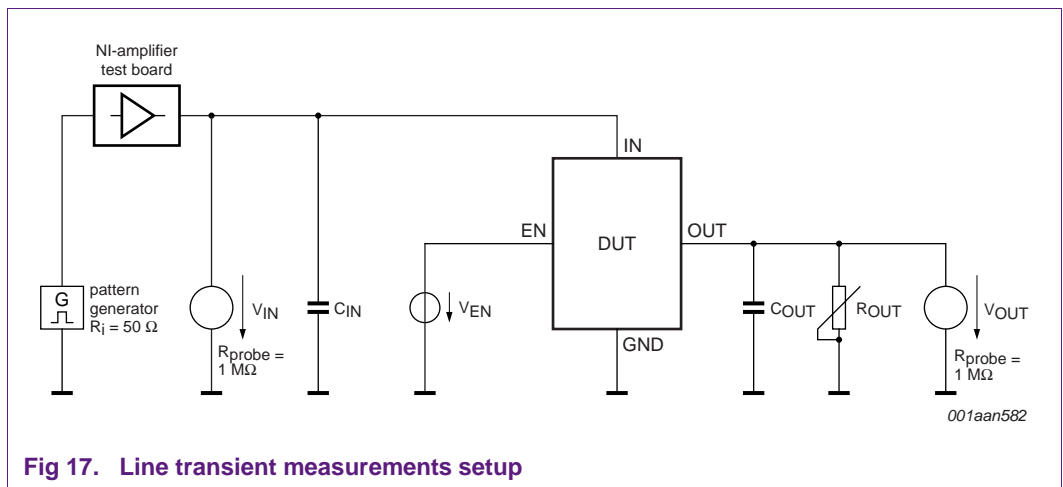 NI-amplifier
test board
IN
EN
DUT
OUT
G
pattern
generator
Ri = 50 Ω
VIN
Rprobe =
1 MΩ
CIN
VEN
GND
COUT
ROUT
VOUT
Rprobe =
1 MΩ
001aan582
Fig 17. Line transient measurements setup